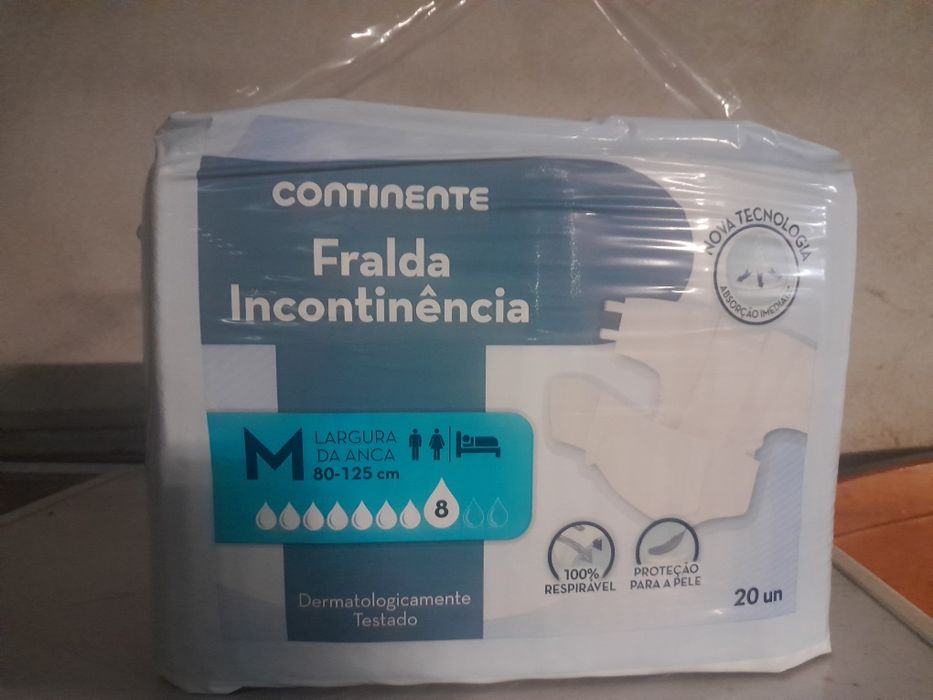 CONTINENTE
Fralda
Incontinência
NOVA TECNOLOGIA
ABSORÇÃO IMEDIATA
M
LARGURA
DA ANCA
80-125 cm
8
100%
RESPIRÁVEL
PROTEÇÃO
PARA A PELE
Dermatologicamente
Testado
20 un